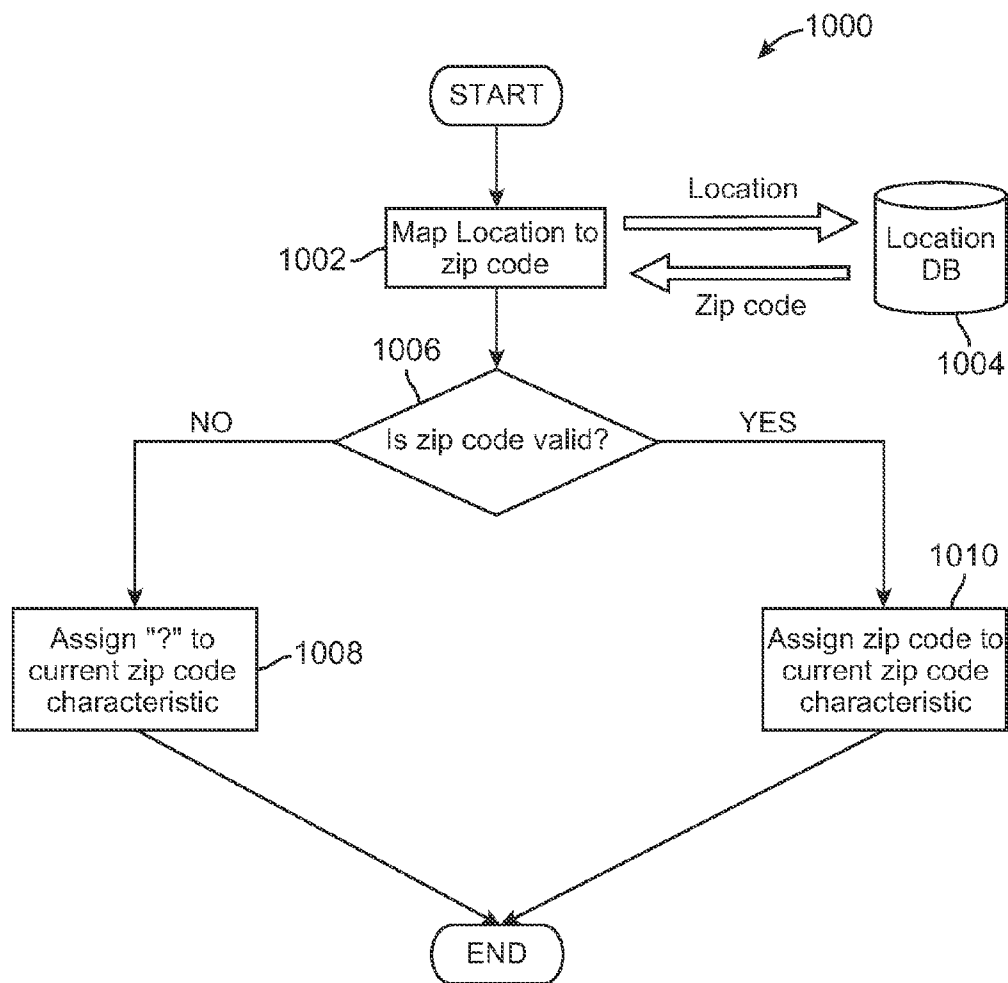 1000
START
Location
Map Location to
zip code
1002
Location
DB
Zip code
1004
1006
NO
Is zip code valid?
YES
1010
Assign "?" to
current zip code
characteristic
1008
Assign zip code to
current zip code
characteristic
END